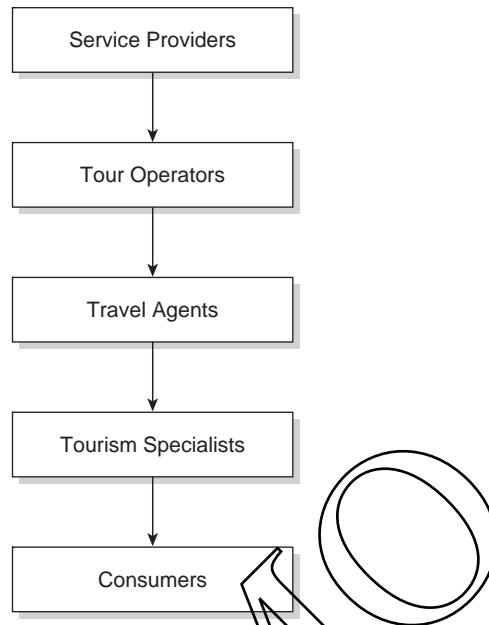 Service Providers
Tour Operators
Travel Agents
Tourism Specialists
Consumers